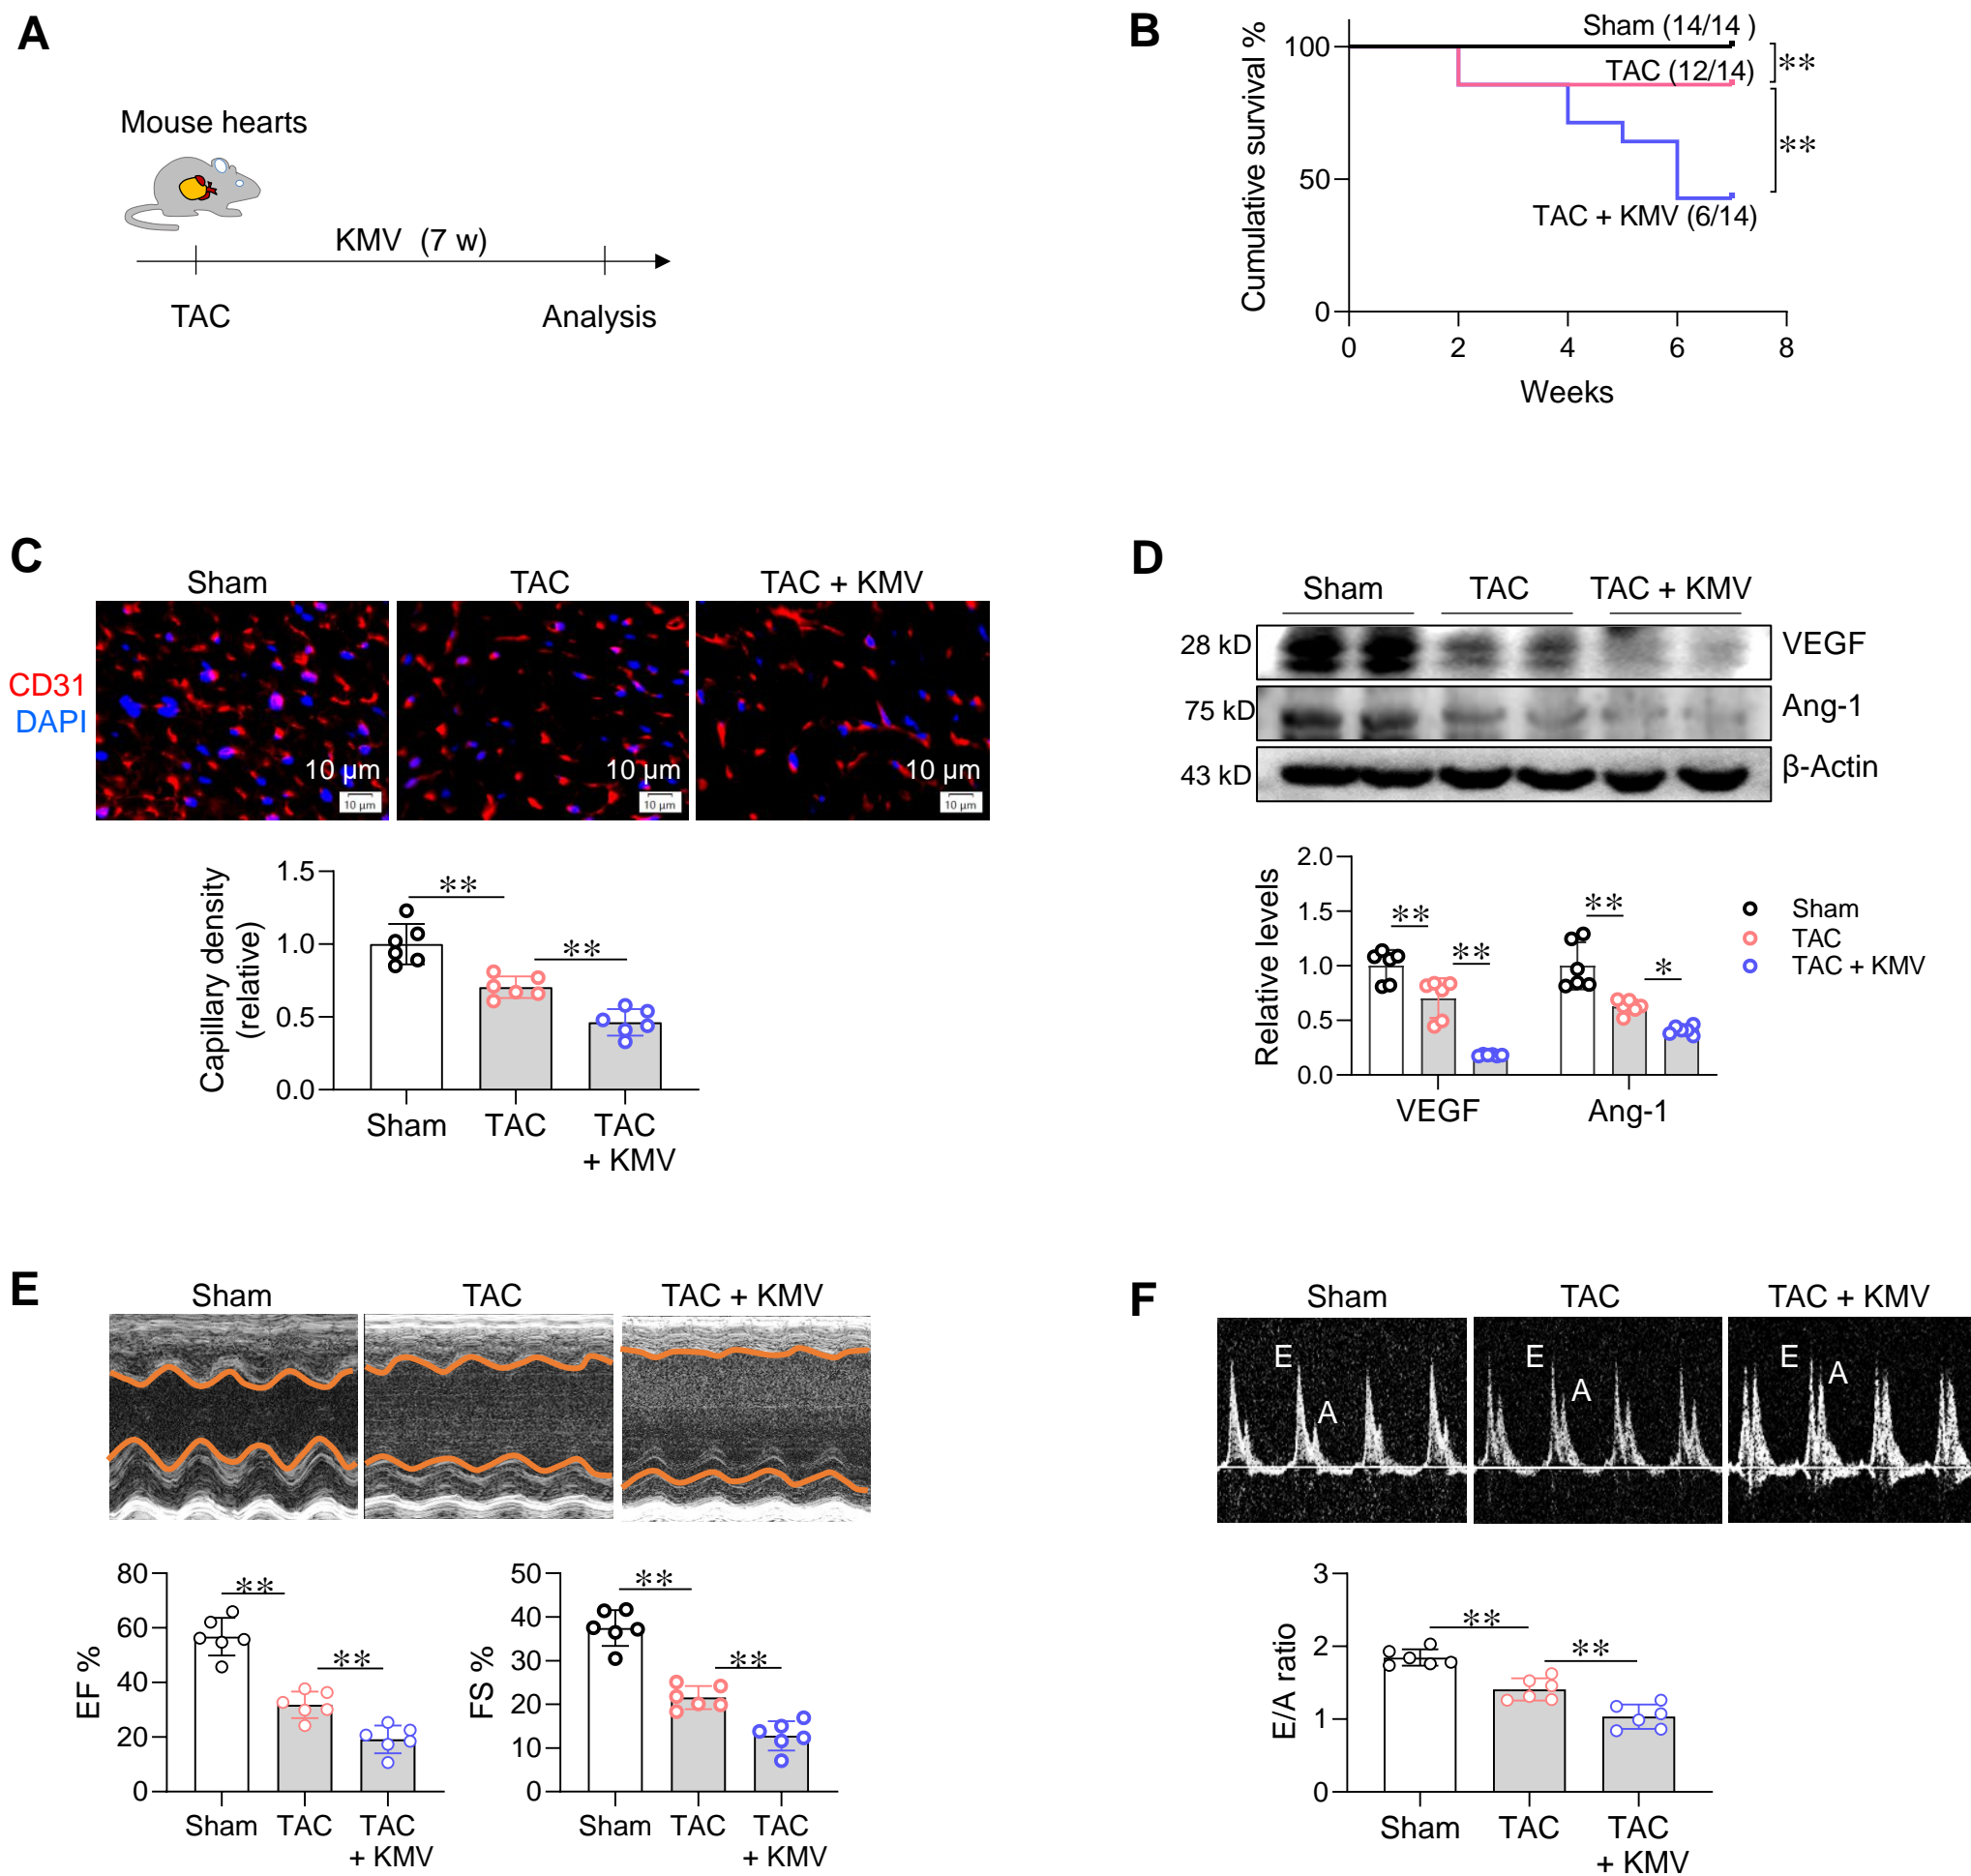 A
Mouse hearts
KMV (7 w)
TAC
Analysis
B
Cumulative survival %
100
50
0
0 2 4 6 8
Weeks
Sham (14/14 )
TAC (12/14)
TAC + KMV (6/14)
**
**
C
Sham TAC TAC + KMV
CD31
DAPI
10 µm 10 µm 10 µm
10 µm 10 µm 10 µm
Capillary density
(relative)
1.5
1.0
0.5
0.0
**
**
Sham TAC TAC
+ KMV
D
Sham TAC TAC + KMV
28 kD VEGF
75 kD Ang-1
43 kD β-Actin
Relative levels
2.0
1.5
1.0
0.5
0.0
** **
** *
VEGF Ang-1
Sham
TAC
TAC + KMV
E
Sham TAC TAC + KMV
EF %
80
60
40
20
0
**
**
Sham TAC TAC
+ KMV
FS %
50
40
30
20
10
0
**
**
Sham TAC TAC
+ KMV
F
Sham TAC TAC + KMV
E A E A E A
E/A ratio
3
2
1
0
**
**
Sham TAC TAC
+ KMV